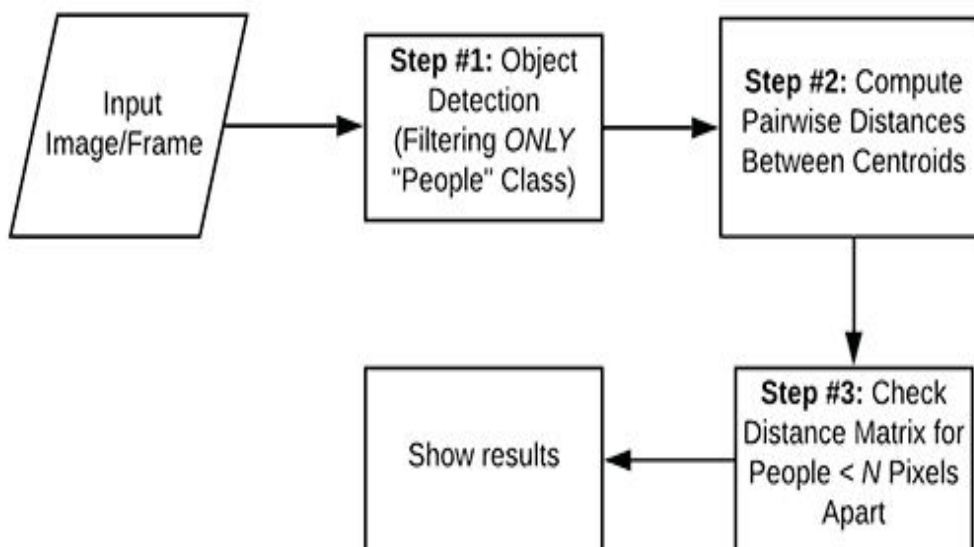 Input
Image/Frame
Step #1: Object
Detection
(Filtering ONLY
"People" Class)
Step #2: Compute
Pairwise Distances
Between Centroids
Step #3: Check
Distance Matrix for
People < N Pixels
Apart
Show results